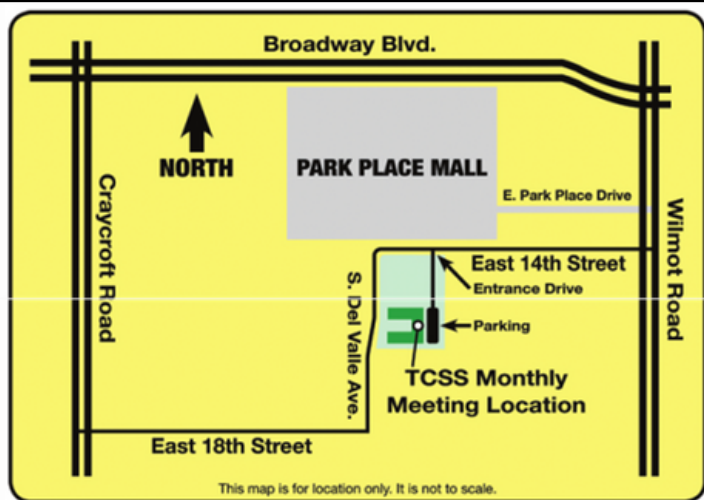 Broadway Blvd.
NORTH
PARK PLACE MALL
E. Park Place Drive
Craycroft Road
Wilmot Road
East 14th Street
Entrance Drive
S. Del Valle Ave.
Parking
TCSS Monthly
Meeting Location
East 18th Street
This map is for location only. It is not to scale.